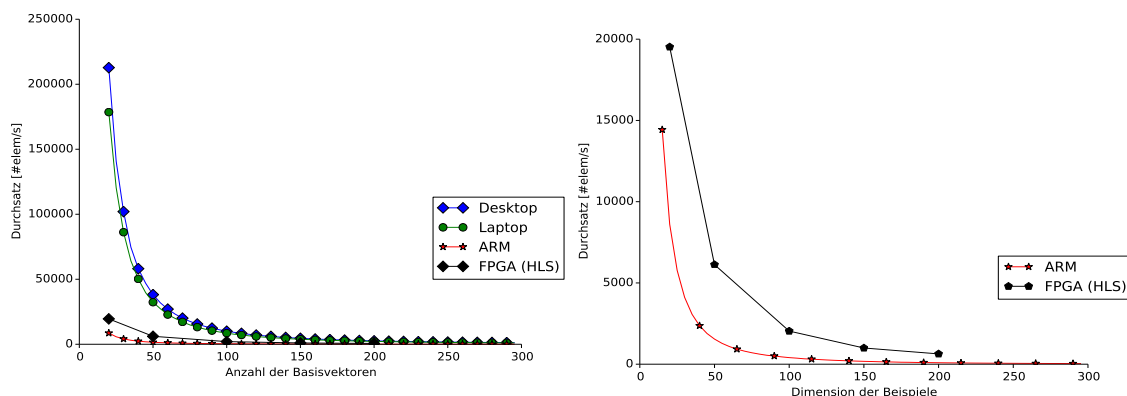 250000
200000
150000
100000
50000
0
0 50 100 150 200 250 300
Durchsatz [#elem/s]
Anzahl der Basisvektoren
Desktop
Laptop
ARM
FPGA (HLS)
20000
15000
10000
5000
0
0 50 100 150 200 250 300
Durchsatz [#elem/s]
Dimension der Beispiele
ARM
FPGA (HLS)